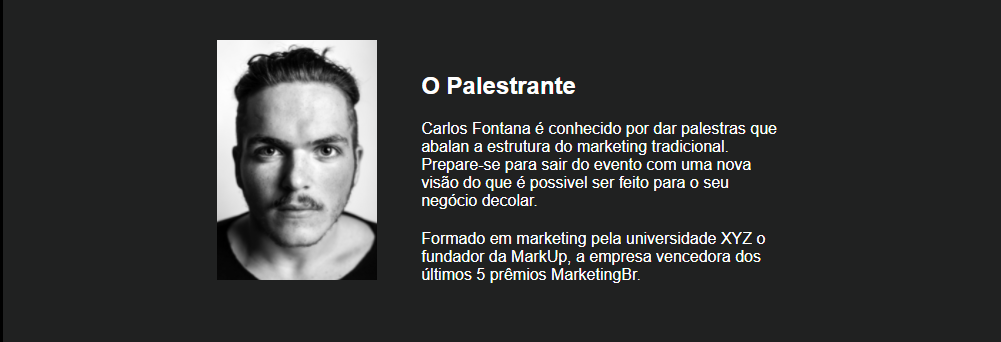 O Palestrante
Carlos Fontana é conhecido por dar palestras que
abalan a estrutura do marketing tradicional.
Prepare-se para sair do evento com uma nova
visão do que é possivel ser feito para o seu
negócio decolar.
Formado em marketing pela universidade XYZ o
fundador da MarkUp, a empresa vencedora dos
últimos 5 prêmios MarketingBr.